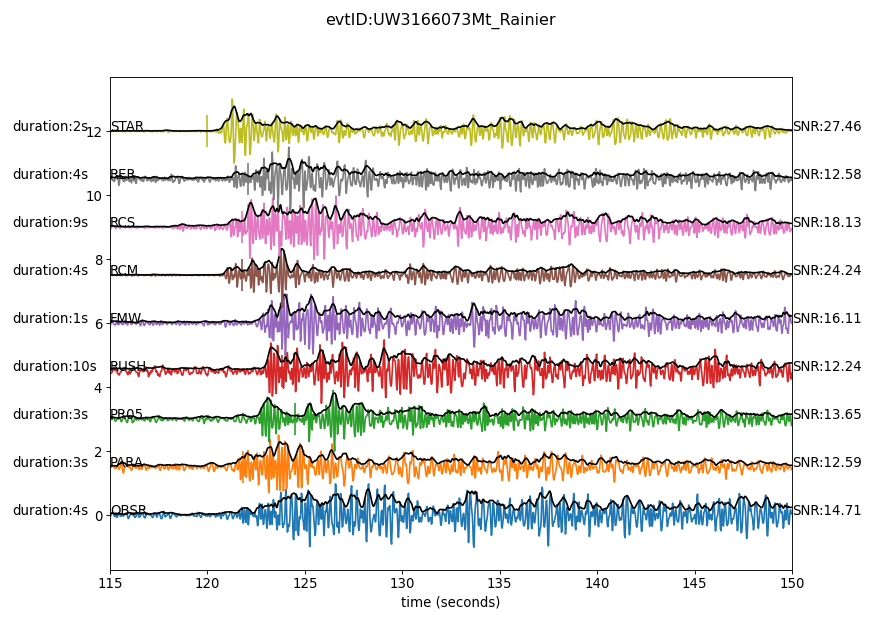 evtID:UW3166073Mt_Rainier
duration:2s 12 STAR SNR:27.46
duration:4s RER SNR:12.58
10
duration:9s RCS SNR:18.13
8
duration:4s RCM SNR:24.24
duration:1s 6 FMW SNR:16.11
duration:10s RUSH SNR:12.24
4
duration:3s PR05 SNR:13.65
2
duration:3s PARA SNR:12.59
duration:4s 0 OBSR SNR:14.71
115 120 125 130 135 140 145 150
time (seconds)